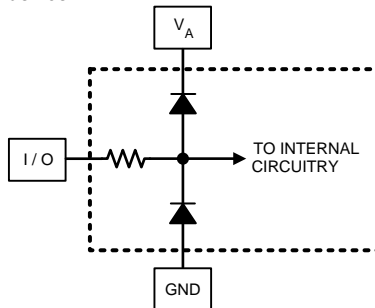 V_A
I / O
TO INTERNAL
CIRCUITRY
GND